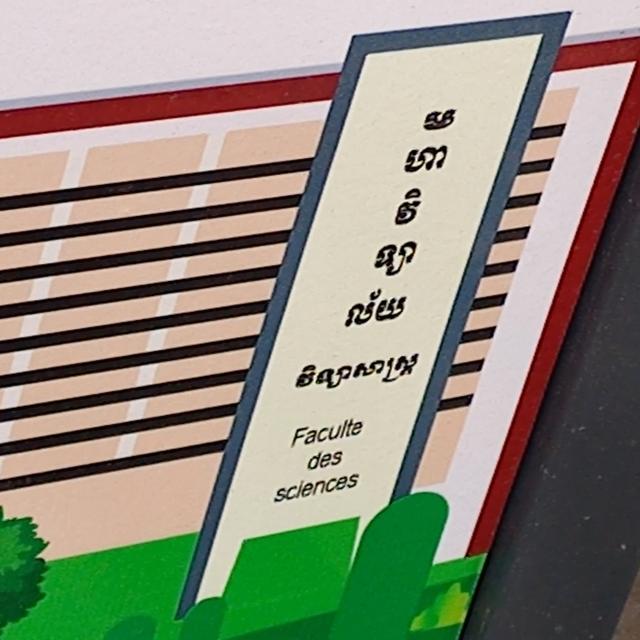 ម
ហា
វិ
ទ្យា
ល័យ
វិទ្យាសាស្ត្រ
Faculte
des
sciences